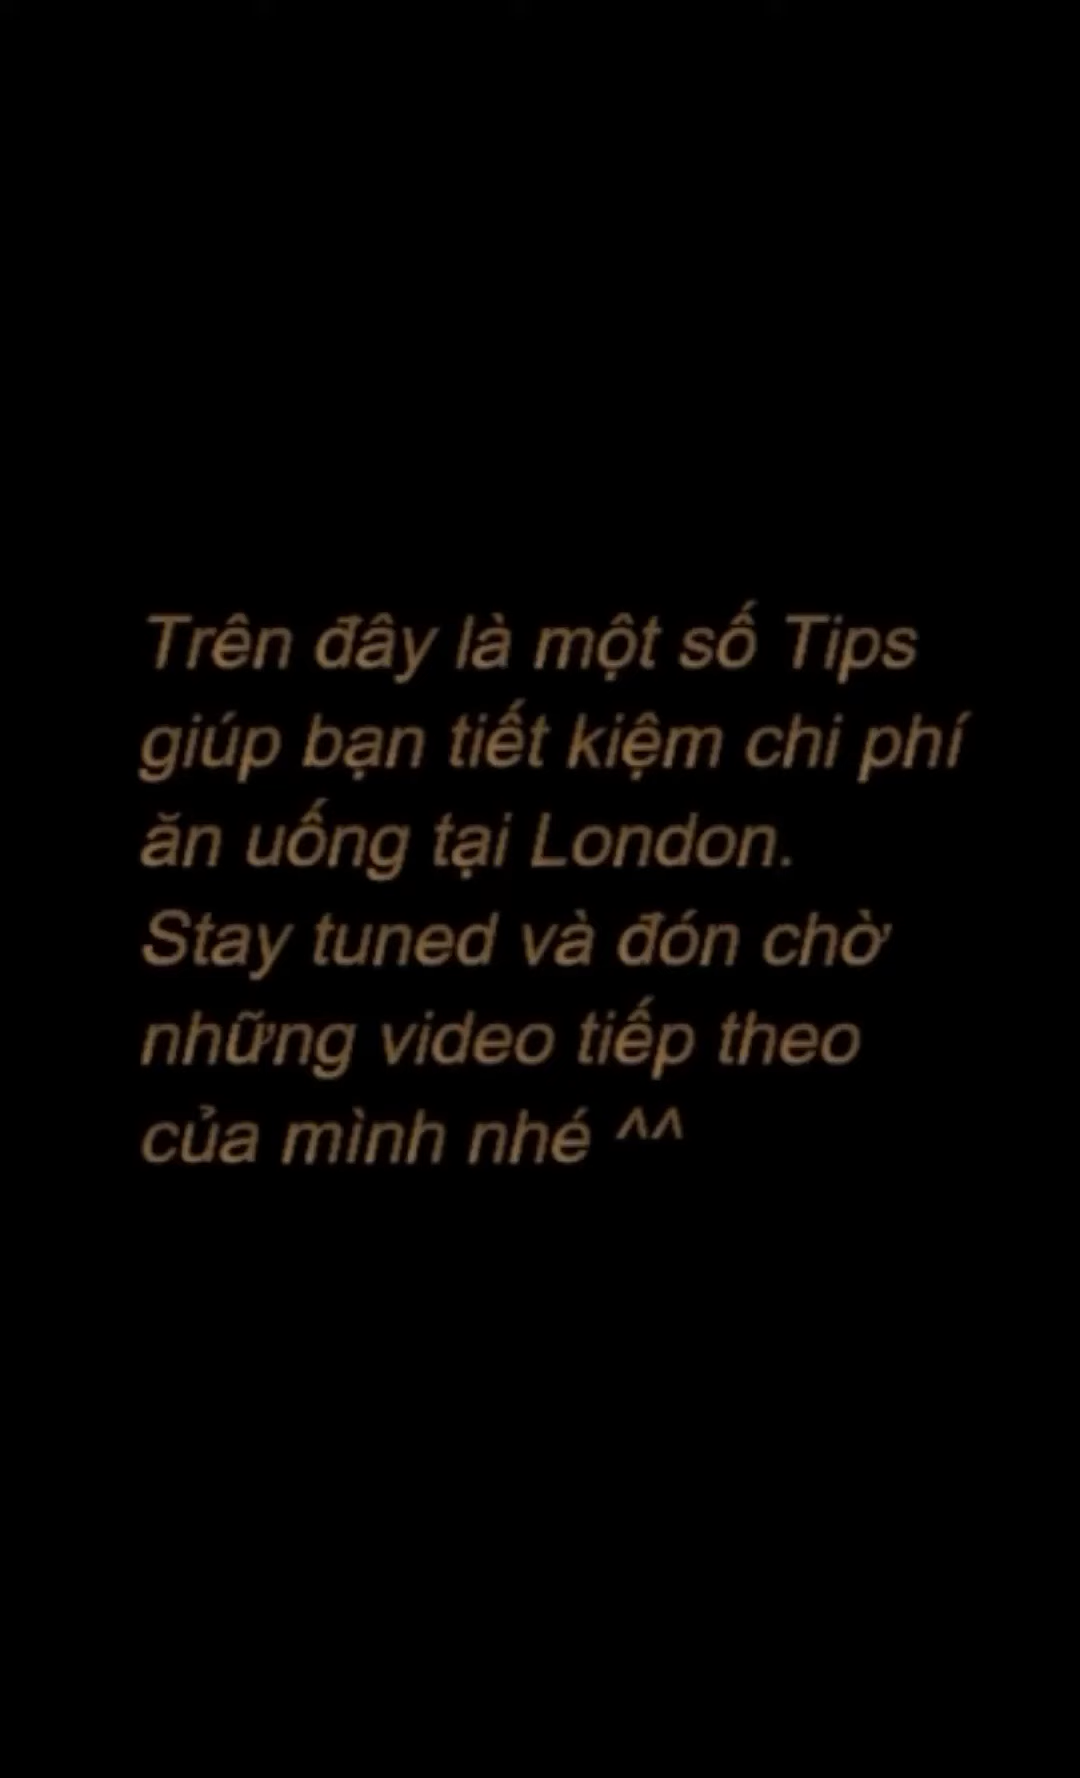 Trên đây là một số Tips
giúp bạn tiết kiệm chi phí
ăn uống tại London.
Stay tuned và đón chờ
những video tiếp theo
của mình nhé ^^